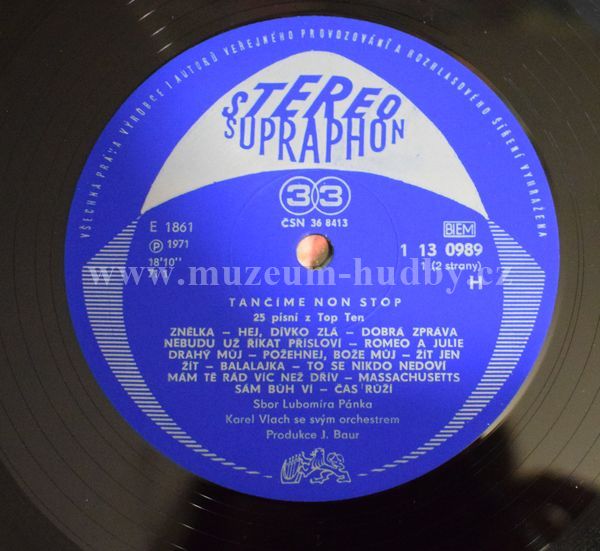 VŠECHNA PRÁVA VÝROBCE I AUTORŮ VEŘEJNÉHO PROVOZOVÁNÍ A ROZHLASOVÉHO ŠÍŘENÍ VYHRAZENA
STEREO
SUPRAPHON
33
ČSN 36 8413
E 1861
Ⓟ 1971
18'10"
7/1
BIEM
1 13 0989
1 (2 strany)
H
www.muzeum-hudby.cz
TANČÍME NON STOP
25 písní z Top Ten
ZNĚLKA – HEJ, DÍVKO ZLÁ – DOBRÁ ZPRÁVA
NEBUDU UŽ ŘÍKAT PŘÍSLOVÍ – ROMEO A JULIE
DRAHÝ MŮJ – POŽEHNEJ, BOŽE MŮJ – ŽÍT JEN
ŽÍT – BALALAJKA – TO SE NIKDO NEDOVÍ
MÁM TĚ RÁD VÍC NEŽ DŘÍV – MASSACHUSETTS
SÁM BŮH VÍ – ČAS RŮŽÍ
Sbor Lubomíra Pánka
Karel Vlach se svým orchestrem
Produkce J. Baur